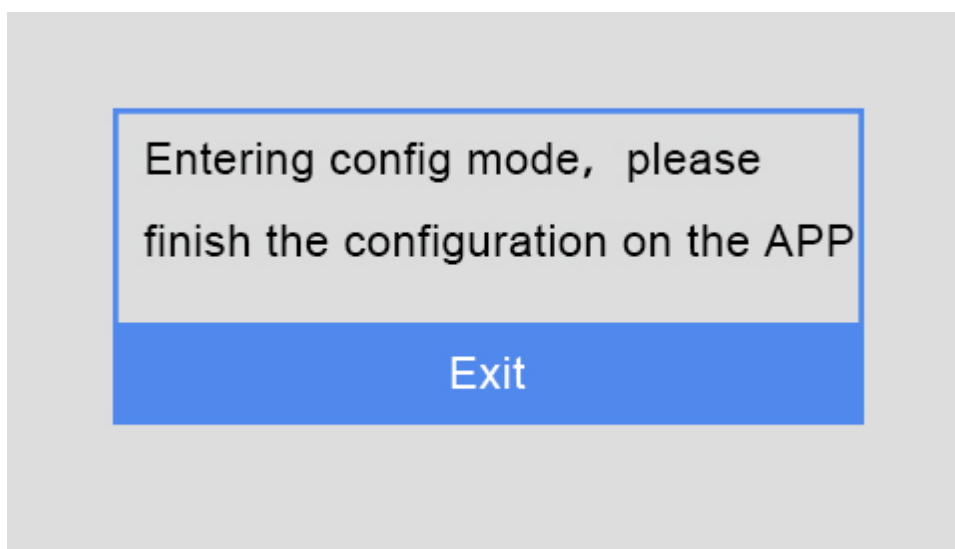 Entering config mode, please
finish the configuration on the APP
Exit